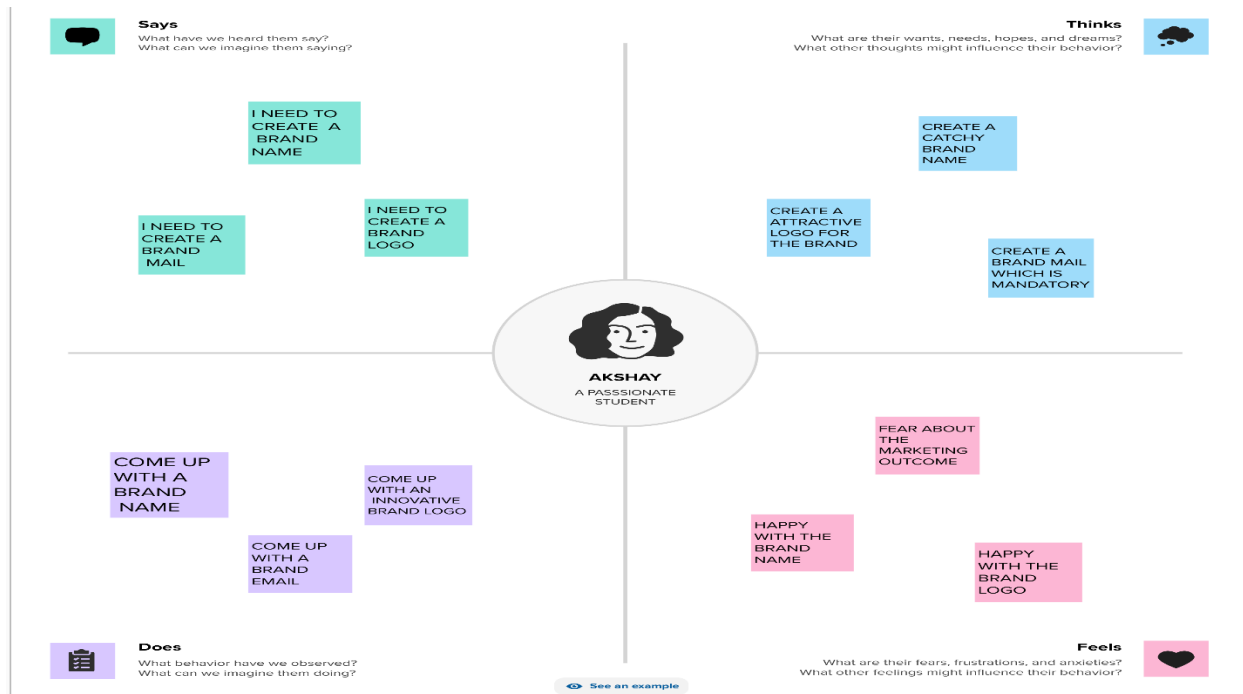 Says
What have we heard them say?
What can we imagine them saying?
Thinks
What are their wants, needs, hopes, and dreams?
What other thoughts might influence their behavior?
I NEED TO
CREATE A
BRAND
NAME
I NEED TO
CREATE A
BRAND
MAIL
I NEED TO
CREATE A
BRAND
LOGO
CREATE A
CATCHY
BRAND
NAME
CREATE A
ATTRACTIVE
LOGO FOR
THE BRAND
CREATE A
BRAND MAIL
WHICH IS
MANDATORY
AKSHAY
A PASSSIONATE
STUDENT
COME UP
WITH A
BRAND
NAME
COME UP
WITH AN
INNOVATIVE
BRAND LOGO
COME UP
WITH A
BRAND
EMAIL
FEAR ABOUT
THE
MARKETING
OUTCOME
HAPPY
WITH THE
BRAND
NAME
HAPPY
WITH THE
BRAND
LOGO
Does
What behavior have we observed?
What can we imagine them doing?
Feels
What are their fears, frustrations, and anxieties?
What other feelings might influence their behavior?
See an example